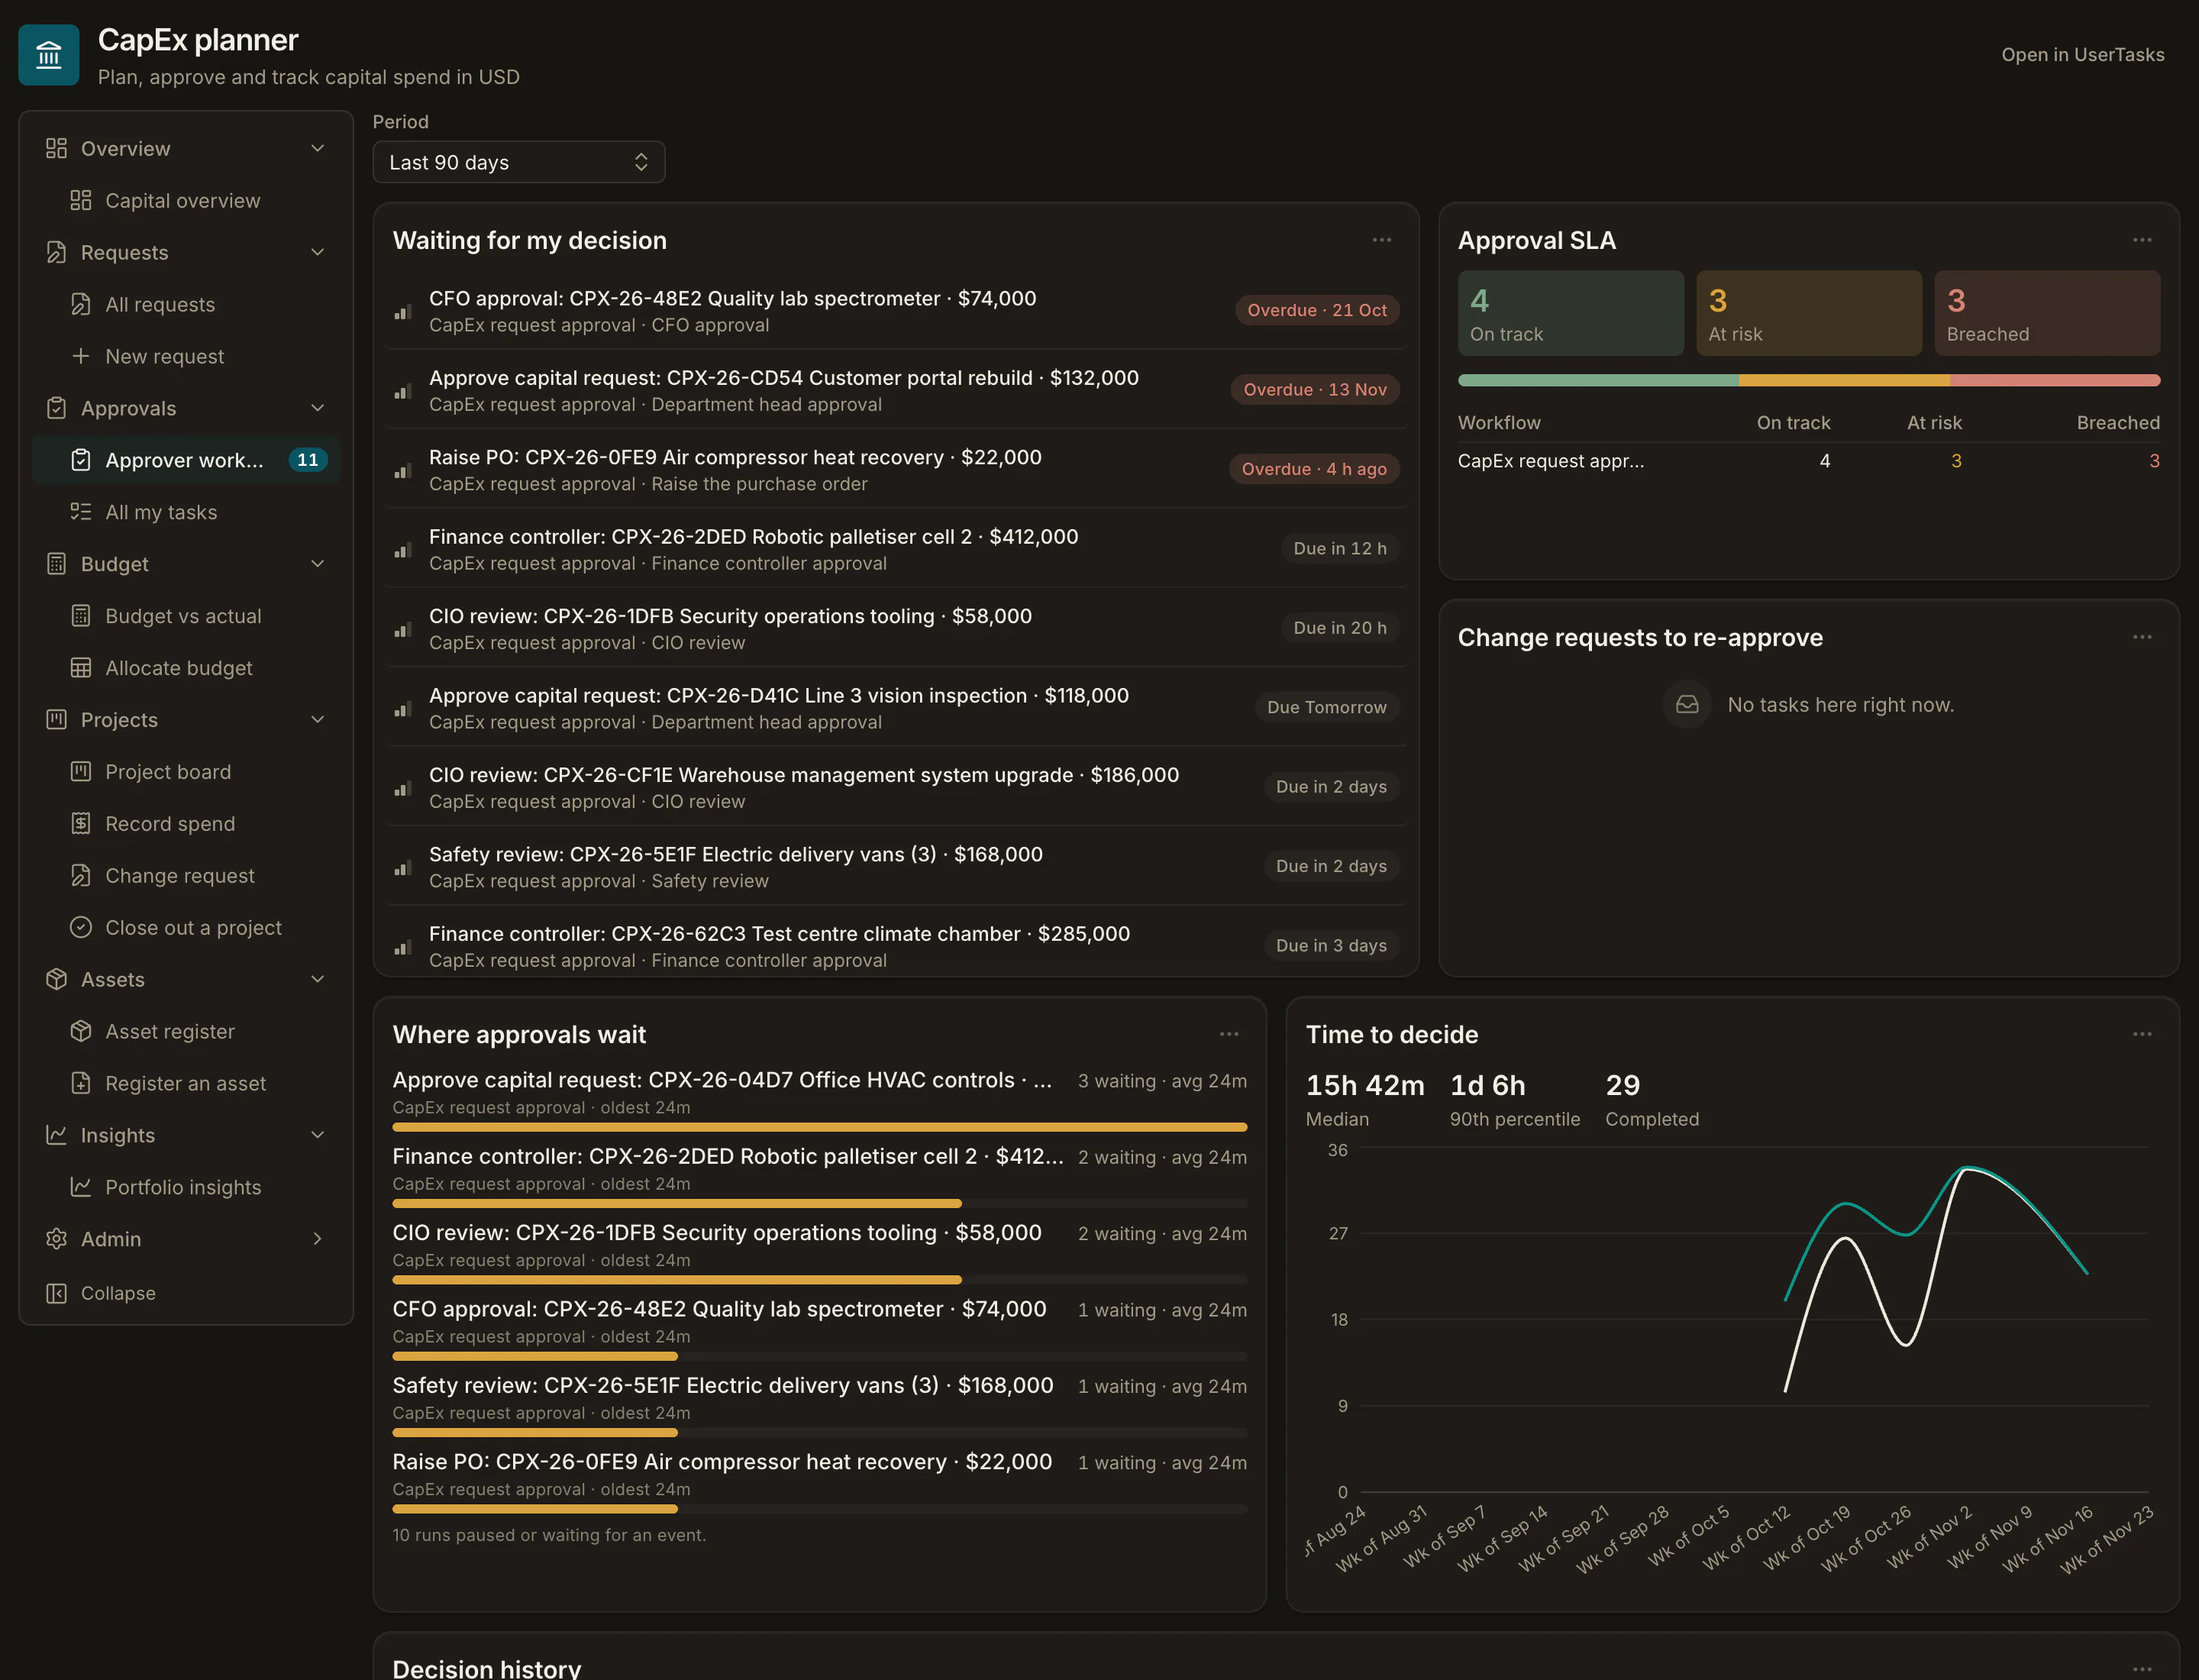 CapEx planner
Plan, approve and track capital spend in USD
Open in UserTasks
Overview
Capital overview
Requests
All requests
New request
Approvals
Approver work... 11
All my tasks
Budget
Budget vs actual
Allocate budget
Projects
Project board
Record spend
Change request
Close out a project
Assets
Asset register
Register an asset
Insights
Portfolio insights
Admin
Collapse
Period
Last 90 days
Waiting for my decision
CFO approval: CPX-26-48E2 Quality lab spectrometer · $74,000
CapEx request approval · CFO approval
Overdue · 21 Oct
Approve capital request: CPX-26-CD54 Customer portal rebuild · $132,000
CapEx request approval · Department head approval
Overdue · 13 Nov
Raise PO: CPX-26-0FE9 Air compressor heat recovery · $22,000
CapEx request approval · Raise the purchase order
Overdue · 4 h ago
Finance controller: CPX-26-2DED Robotic palletiser cell 2 · $412,000
CapEx request approval · Finance controller approval
Due in 12 h
CIO review: CPX-26-1DFB Security operations tooling · $58,000
CapEx request approval · CIO review
Due in 20 h
Approve capital request: CPX-26-D41C Line 3 vision inspection · $118,000
CapEx request approval · Department head approval
Due Tomorrow
CIO review: CPX-26-CF1E Warehouse management system upgrade · $186,000
CapEx request approval · CIO review
Due in 2 days
Safety review: CPX-26-5E1F Electric delivery vans (3) · $168,000
CapEx request approval · Safety review
Due in 2 days
Finance controller: CPX-26-62C3 Test centre climate chamber · $285,000
CapEx request approval · Finance controller approval
Due in 3 days
Approval SLA
4
On track
3
At risk
3
Breached
Workflow On track At risk Breached
CapEx request appr... 4 3 3
Change requests to re-approve
No tasks here right now.
Where approvals wait
Approve capital request: CPX-26-04D7 Office HVAC controls · ... 3 waiting · avg 24m
CapEx request approval · oldest 24m
Finance controller: CPX-26-2DED Robotic palletiser cell 2 · $412... 2 waiting · avg 24m
CapEx request approval · oldest 24m
CIO review: CPX-26-1DFB Security operations tooling · $58,000 2 waiting · avg 24m
CapEx request approval · oldest 24m
CFO approval: CPX-26-48E2 Quality lab spectrometer · $74,000 1 waiting · avg 24m
CapEx request approval · oldest 24m
Safety review: CPX-26-5E1F Electric delivery vans (3) · $168,000 1 waiting · avg 24m
CapEx request approval · oldest 24m
Raise PO: CPX-26-0FE9 Air compressor heat recovery · $22,000 1 waiting · avg 24m
CapEx request approval · oldest 24m
10 runs paused or waiting for an event.
Time to decide
15h 42m 1d 6h 29
Median 90th percentile Completed
36
27
18
9
0
of Aug 24
Wk of Aug 31
Wk of Sep 7
Wk of Sep 14
Wk of Sep 21
Wk of Sep 28
Wk of Oct 5
Wk of Oct 12
Wk of Oct 19
Wk of Oct 26
Wk of Nov 2
Wk of Nov 9
Wk of Nov 16
Wk of Nov 23
Decision history